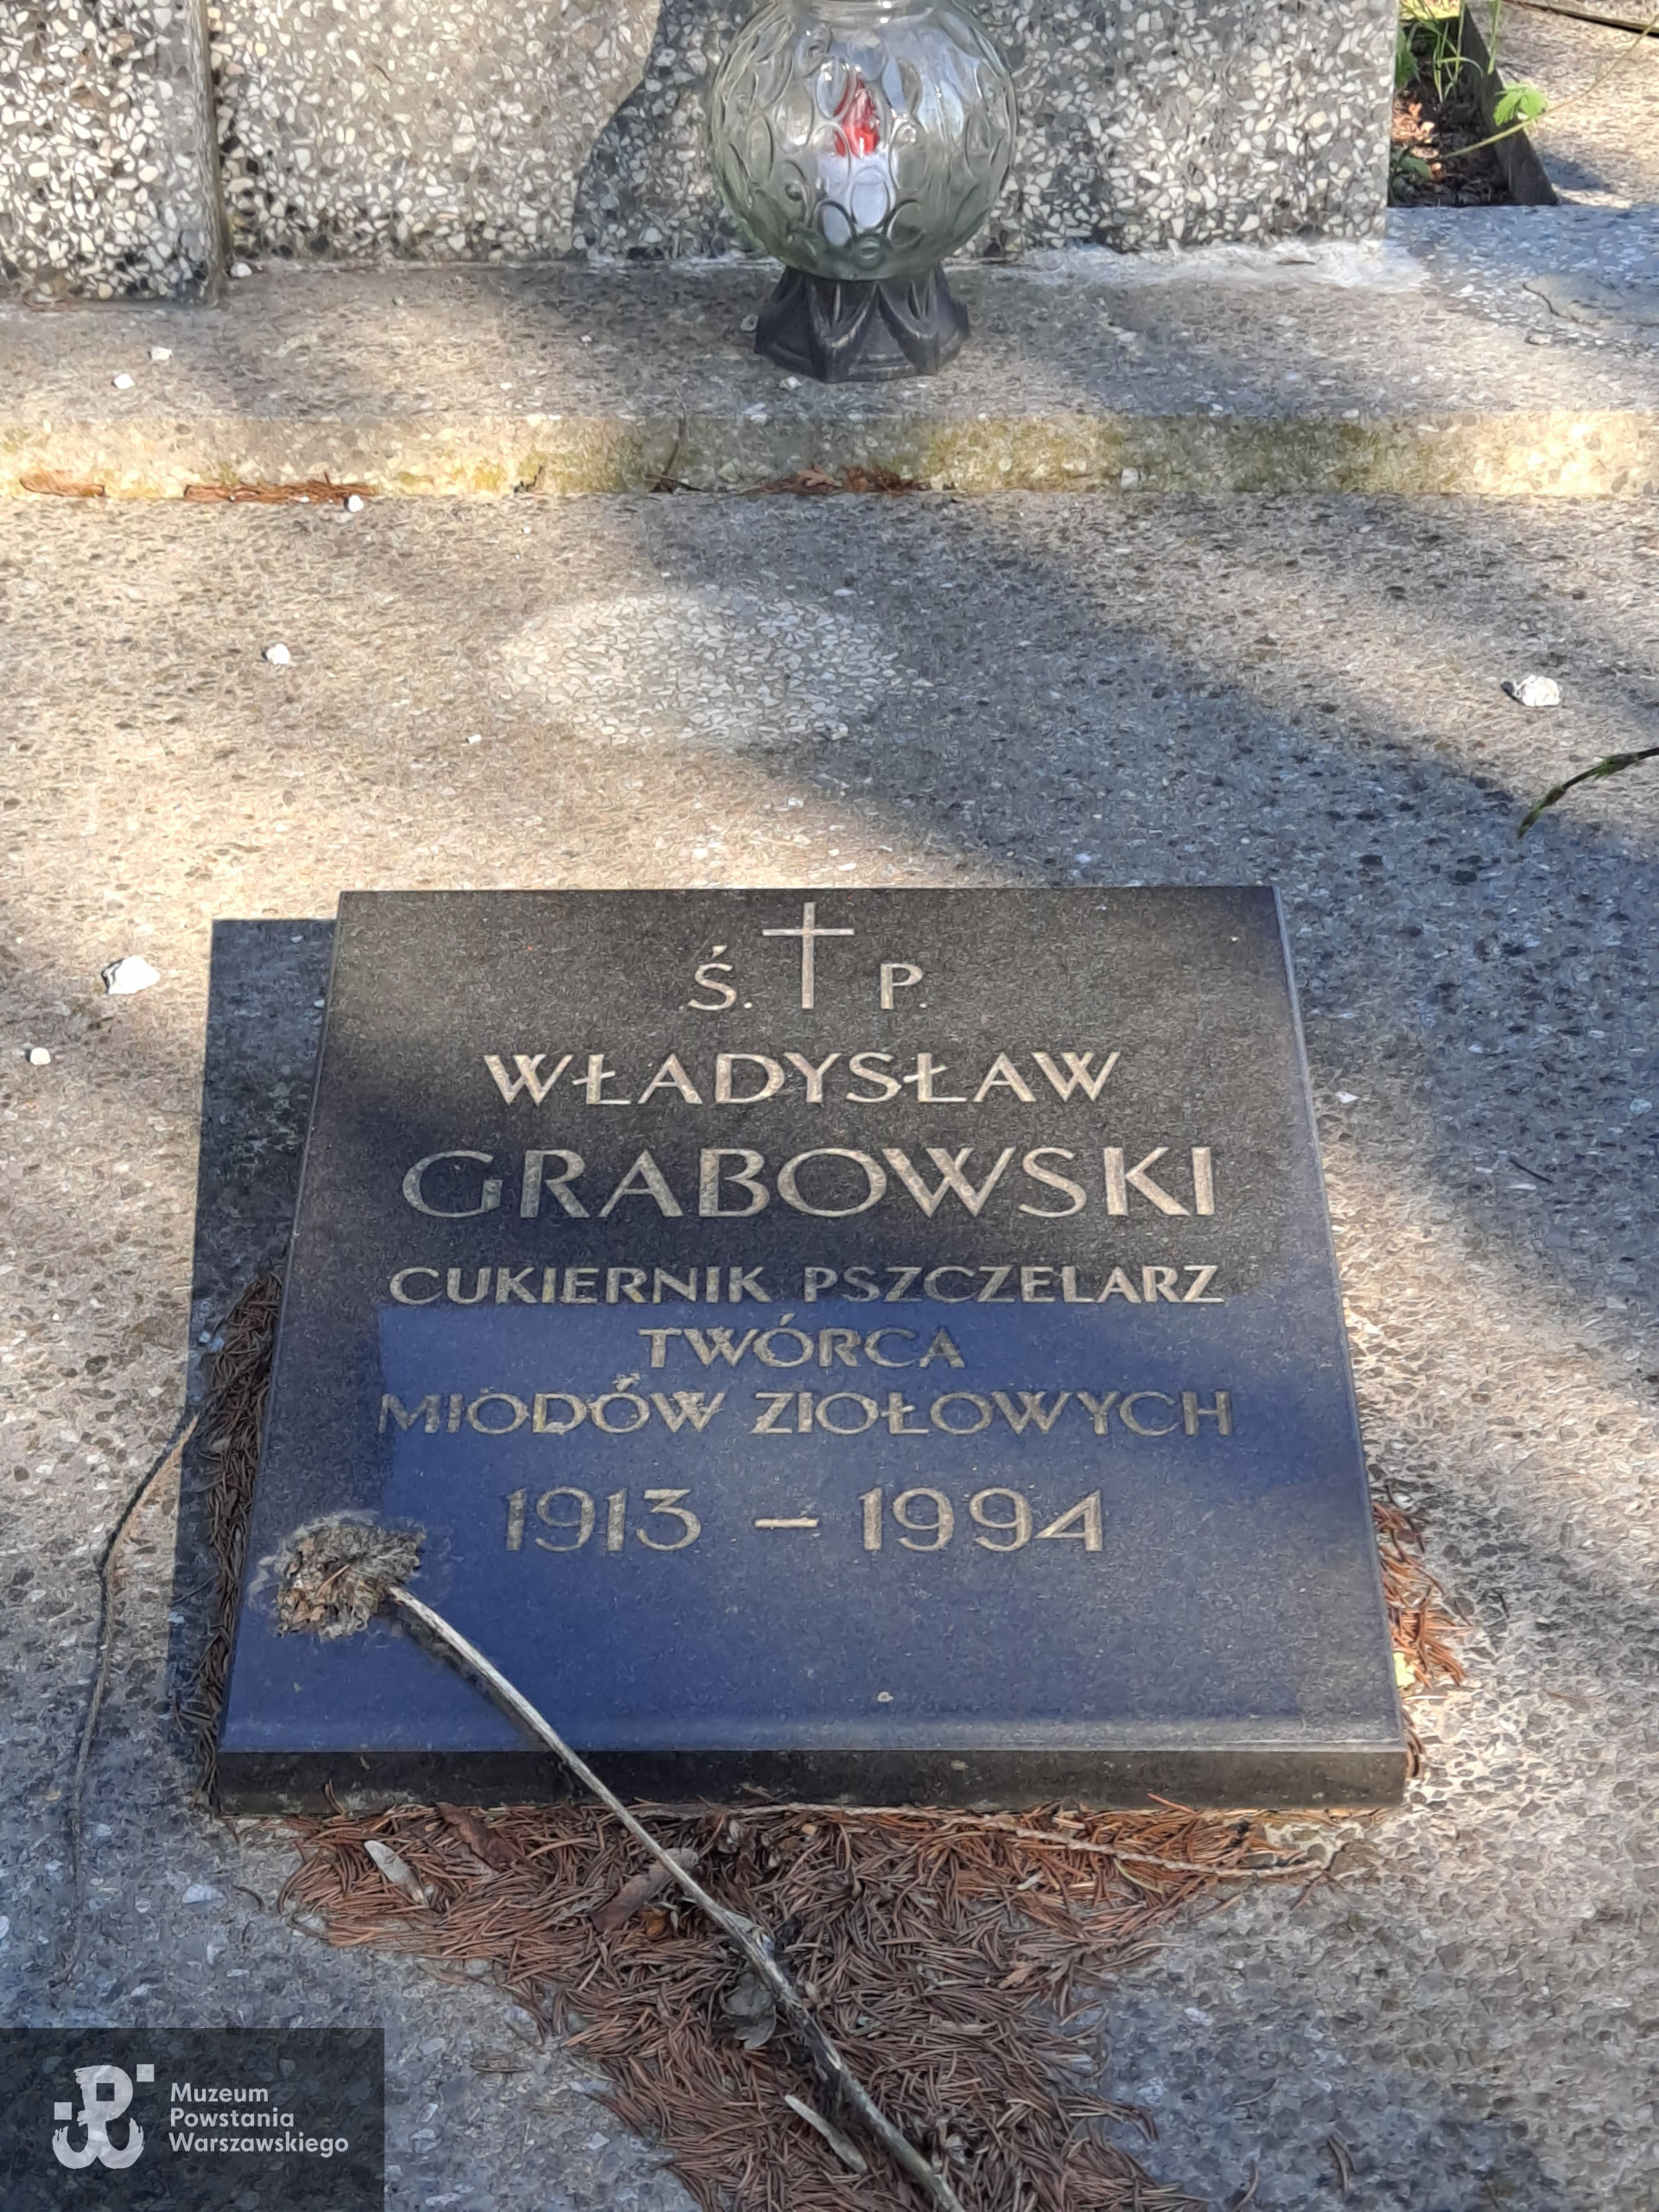 Ś. P.
WŁADYSŁAW
GRABOWSKI
CUKIERNIK PSZCZELARZ
TWÓRCA
MIODÓW ZIOŁOWYCH
1913 – 1994
Muzeum
Powstania
Warszawskiego